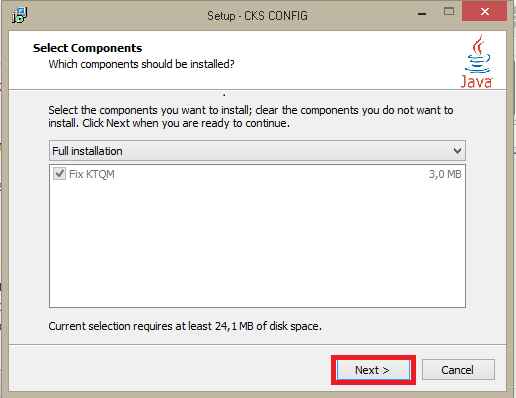 Setup - CKS CONFIG
Select Components
Which components should be installed?
Java
Select the components you want to install; clear the components you do not want to
install. Click Next when you are ready to continue.
Full installation
Fix KTQM 3,0 MB
Current selection requires at least 24,1 MB of disk space.
Next > Cancel